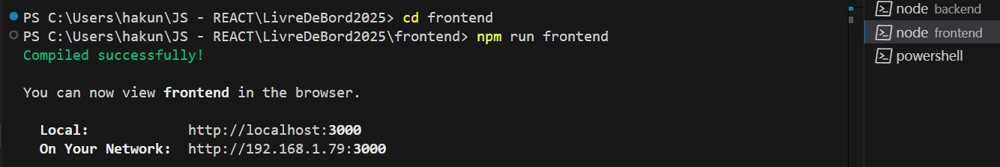 PS C:\Users\hakun\JS - REACT\LivreDeBord2025> cd frontend
PS C:\Users\hakun\JS - REACT\LivreDeBord2025\frontend> npm run frontend
Compiled successfully!
You can now view frontend in the browser.
Local: http://localhost:3000
On Your Network: http://192.168.1.79:3000
node backend
node frontend
powershell